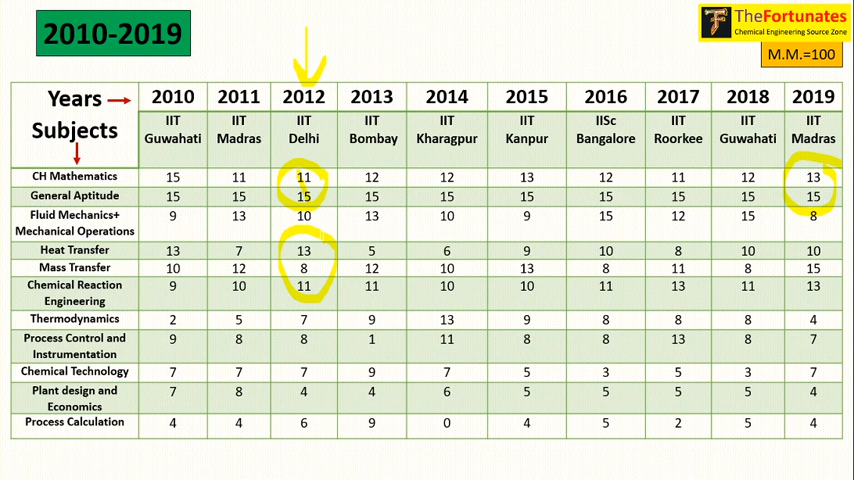 2010-2019
TheFortunates
Chemical Engineering Source Zone
M.M.=100
Years 2010 2011 2012 2013 2014 2015 2016 2017 2018 2019
Subjects IIT Guwahati IIT Madras IIT Delhi IIT Bombay IIT Kharagpur IIT Kanpur IISc Bangalore IIT Roorkee IIT Guwahati IIT Madras
CH Mathematics 15 11 11 12 12 13 12 11 12 13
General Aptitude 15 15 15 15 15 15 15 15 15 15
Fluid Mechanics+ 9 13 10 13 10 9 15 12 15 8
Mechanical Operations
Heat Transfer 13 7 13 5 6 9 10 8 10 10
Mass Transfer 10 12 8 12 10 13 8 11 8 15
Chemical Reaction 9 10 11 11 10 10 11 13 11 13
Engineering
Thermodynamics 2 5 7 9 13 9 8 8 8 4
Process Control and 9 8 8 1 11 8 8 13 8 7
Instrumentation
Chemical Technology 7 7 7 9 7 5 3 5 3 7
Plant design and 7 8 4 4 6 5 5 5 5 4
Economics
Process Calculation 4 4 6 9 0 4 5 2 5 4